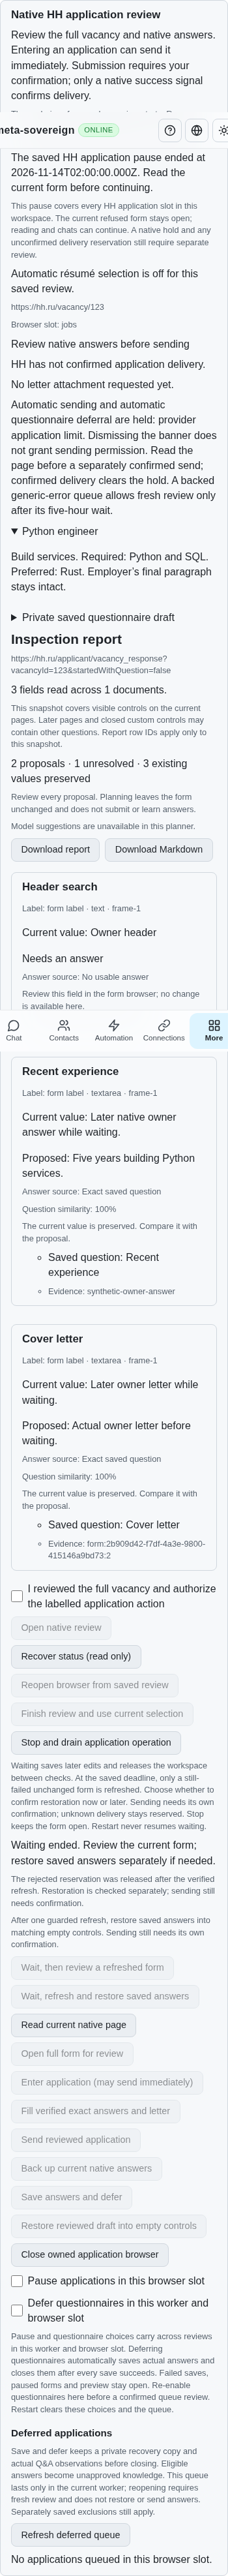 Native HH application review
Review the full vacancy and native answers.
Entering an application can send it
immediately. Submission requires your
confirmation; only a native success signal
confirms delivery.
meta-sovereign ONLINE
The saved HH application pause ended at
2026-11-14T02:00:00.000Z. Read the
current form before continuing.
This pause covers every HH application slot in this
workspace. The current refused form stays open;
reading and chats can continue. A native hold and any
unconfirmed delivery reservation still require separate
review.
Automatic résumé selection is off for this
saved review.
https://hh.ru/vacancy/123
Browser slot: jobs
Review native answers before sending
HH has not confirmed application delivery.
No letter attachment requested yet.
Automatic sending and automatic
questionnaire deferral are held: provider
application limit. Dismissing the banner does
not grant sending permission. Read the
page before a separately confirmed send;
confirmed delivery clears the hold. A backed
generic-error queue allows fresh review only
after its five-hour wait.
▼ Python engineer
Build services. Required: Python and SQL.
Preferred: Rust. Employer's final paragraph
stays intact.
▶ Private saved questionnaire draft
Inspection report
https://hh.ru/applicant/vacancy_response?
vacancyId=123&startedWithQuestion=false
3 fields read across 1 documents.
This snapshot covers visible controls on the current
pages. Later pages and closed custom controls may
contain other questions. Report row IDs apply only to
this snapshot.
2 proposals · 1 unresolved · 3 existing
values preserved
Review every proposal. Planning leaves the form
unchanged and does not submit or learn answers.
Model suggestions are unavailable in this planner.
Download report Download Markdown
Header search
Label: form label · text · frame-1
Current value: Owner header
Needs an answer
Answer source: No usable answer
Review this field in the form browser; no change
is available here.
Chat Contacts Automation Connections More
Recent experience
Label: form label · textarea · frame-1
Current value: Later native owner
answer while waiting.
Proposed: Five years building Python
services.
Answer source: Exact saved question
Question similarity: 100%
The current value is preserved. Compare it with
the proposal.
Saved question: Recent
experience
Evidence: synthetic-owner-answer
Cover letter
Label: form label · textarea · frame-1
Current value: Later owner letter while
waiting.
Proposed: Actual owner letter before
waiting.
Answer source: Exact saved question
Question similarity: 100%
The current value is preserved. Compare it with
the proposal.
Saved question: Cover letter
Evidence: form:2b909d42-f7df-4a3e-9800-
415146a9bd73:2
I reviewed the full vacancy and authorize
the labelled application action
Open native review
Recover status (read only)
Reopen browser from saved review
Finish review and use current selection
Stop and drain application operation
Waiting saves later edits and releases the workspace
between checks. At the saved deadline, only a still-
failed unchanged form is refreshed. Choose whether to
confirm restoration now or later. Sending needs its own
confirmation; unknown delivery stays reserved. Stop
keeps the form open. Restart never resumes waiting.
Waiting ended. Review the current form;
restore saved answers separately if needed.
The rejected reservation was released after the verified
refresh. Restoration is checked separately; sending still
needs confirmation.
After one guarded refresh, restore saved answers into
matching empty controls. Sending still needs its own
confirmation.
Wait, then review a refreshed form
Wait, refresh and restore saved answers
Read current native page
Open full form for review
Enter application (may send immediately)
Fill verified exact answers and letter
Send reviewed application
Back up current native answers
Save answers and defer
Restore reviewed draft into empty controls
Close owned application browser
Pause applications in this browser slot
Defer questionnaires in this worker and
browser slot
Pause and questionnaire choices carry across reviews
in this worker and browser slot. Deferring
questionnaires automatically saves actual answers and
closes them after every save succeeds. Failed saves,
paused forms and preview stay open. Re-enable
questionnaires here before a confirmed queue review.
Restart clears these choices and the queue.
Deferred applications
Save and defer keeps a private recovery copy and
actual Q&A observations before closing. Eligible
answers become unapproved knowledge. This queue
lasts only in the current worker; reopening requires
fresh review and does not restore or send answers.
Separately saved exclusions still apply.
Refresh deferred queue
No applications queued in this browser slot.